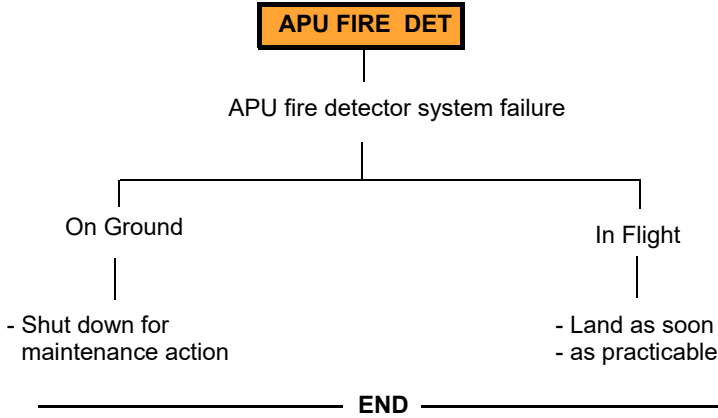 APU FIRE DET
APU fire detector system failure
On Ground
In Flight
- Shut down for
maintenance action
- Land as soon
- as practicable
END